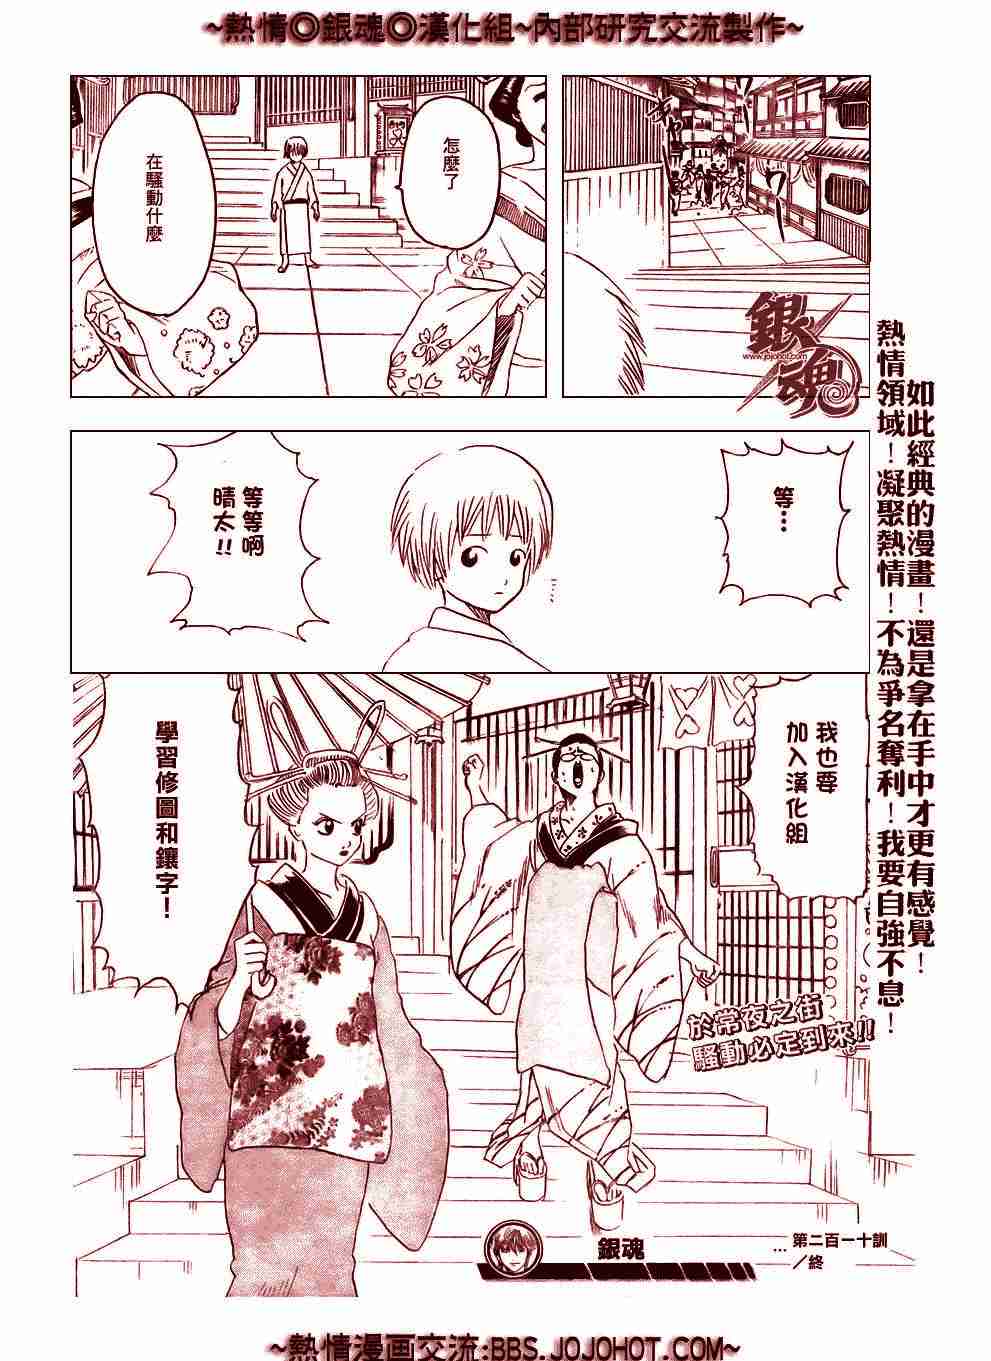 ~熱情◎銀魂◎漢化組~內部研究交流製作~
怎麼了
在騷動什麼
銀魂
www.jojohot.com
如此經典的漫畫！還是拿在手中才更有感覺！
熱情領域！凝聚熱情！不為爭名奪利！我要自強不息！
等…
等等啊
晴太!!
我也要
加入漢化組
學習修圖和鑲字！
於常夜之街
騷動必定到來!!
銀魂
... 第二百一十訓
／終
~熱情漫画交流:BBS.JOJOHOT.COM~